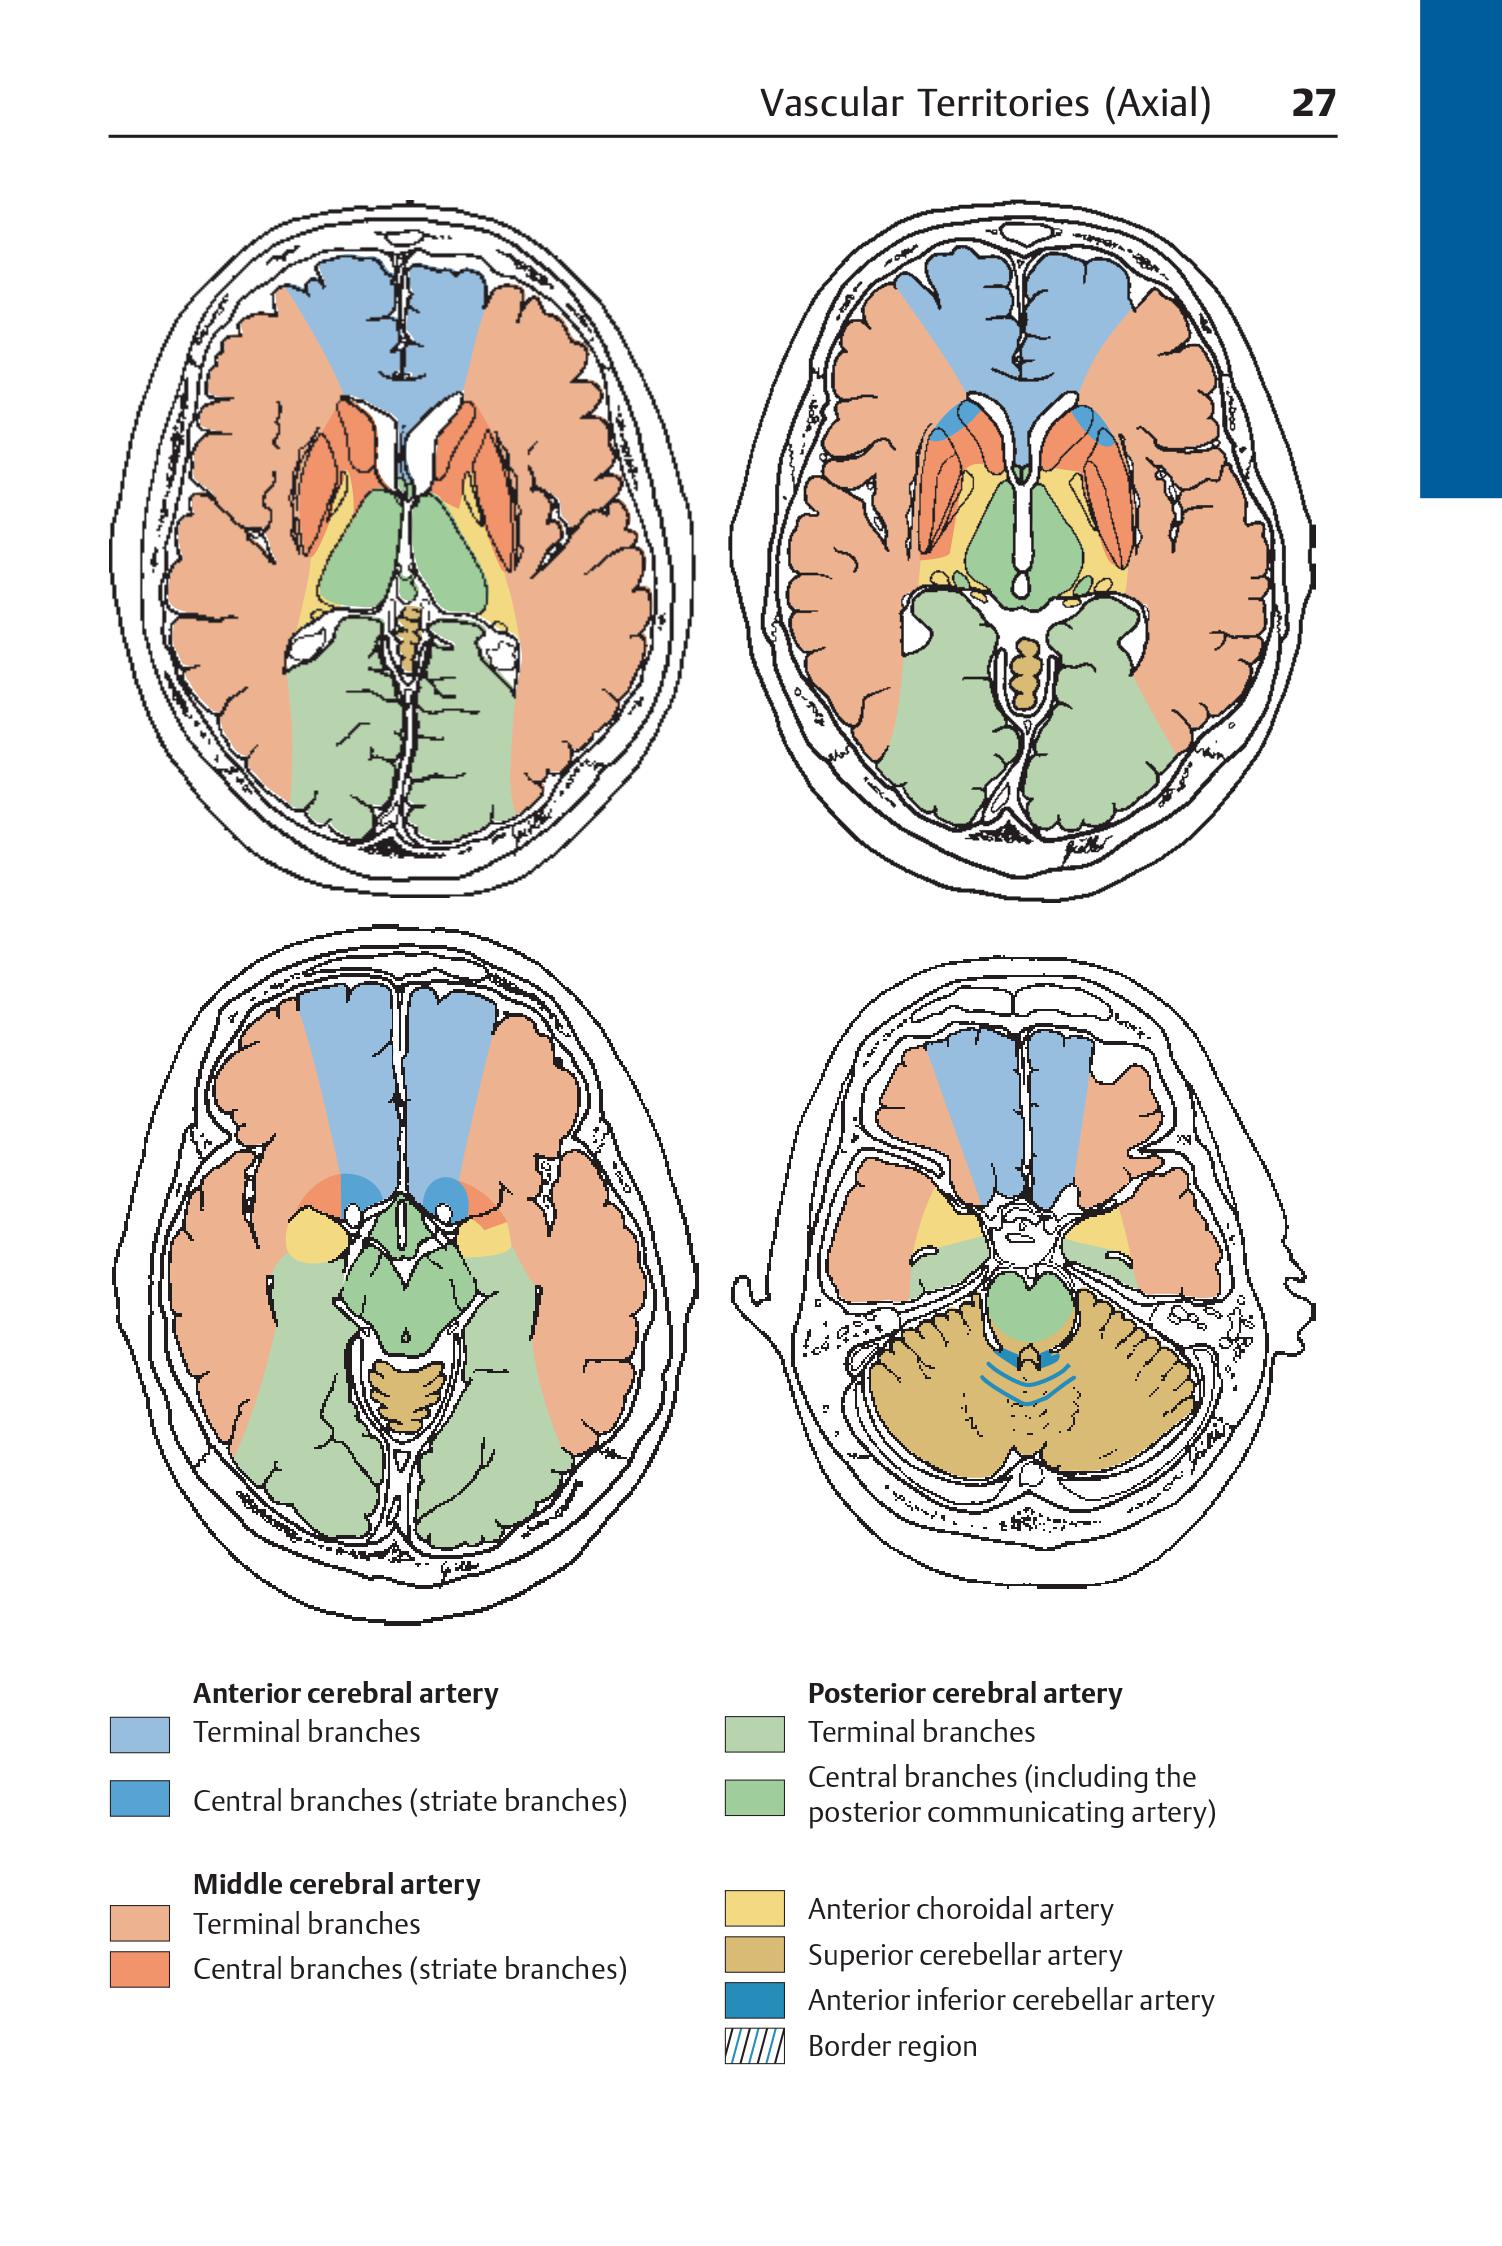 Vascular Territories (Axial) 27
Anterior cerebral artery
Terminal branches
Central branches (striate branches)
Middle cerebral artery
Terminal branches
Central branches (striate branches)
Posterior cerebral artery
Terminal branches
Central branches (including the
posterior communicating artery)
Anterior choroidal artery
Superior cerebellar artery
Anterior inferior cerebellar artery
Border region